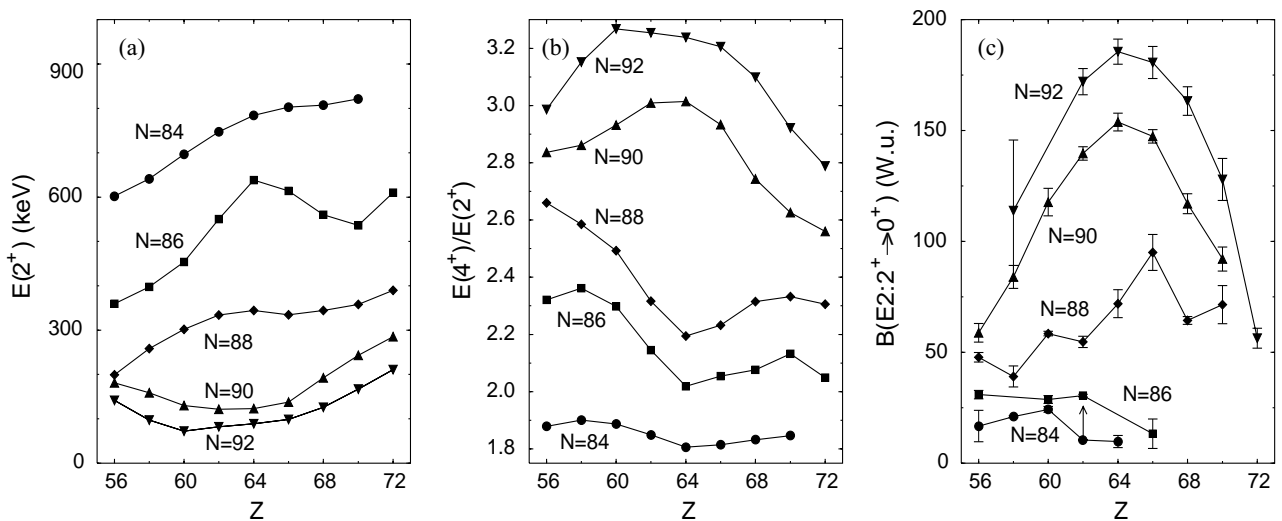 (a)
E(2⁺) (keV)
900
600
300
0
N=84
N=86
N=88
N=90
N=92
56 60 64 68 72
Z
(b)
E(4⁺)/E(2⁺)
3.2
3.0
2.8
2.6
2.4
2.2
2.0
1.8
N=92
N=90
N=88
N=86
N=84
56 60 64 68 72
Z
(c)
B(E2:2⁺→0⁺) (W.u.)
200
150
100
50
0
N=92
N=90
N=88
N=86
N=84
56 60 64 68 72
Z